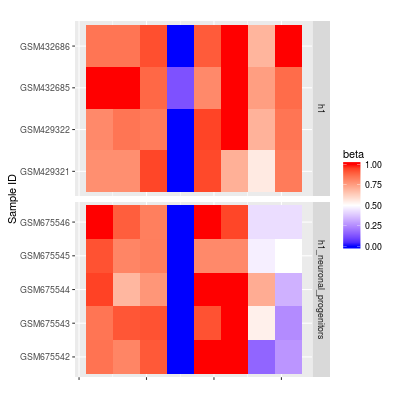 GSM432686
GSM432685
GSM429322
GSM429321
h1
GSM675546
GSM675545
GSM675544
GSM675543
GSM675542
h1_neuronal_progenitors
Sample ID
beta
1.00
0.75
0.50
0.25
0.00